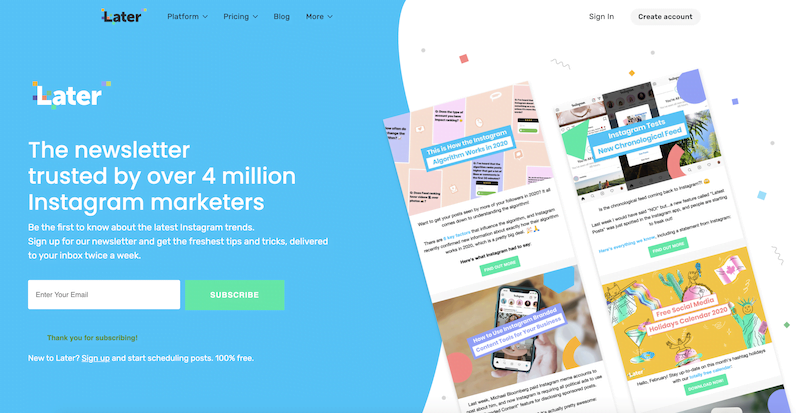 Later
Platform
Pricing
Blog
More
Sign In
Create account
Later
The newsletter
trusted by over 4 million
Instagram marketers
Be the first to know about the latest Instagram trends.
Sign up for our newsletter and get the freshest tips and tricks, delivered
to your inbox twice a week.
Enter Your Email
SUBSCRIBE
Thank you for subscribing!
New to Later? Sign up and start scheduling posts. 100% free.
This is How the Instagram
Algorithm Works in 2020
Want to get your posts seen by more of your followers in 2020? It all
comes down to understanding the algorithm!
There are 6 key factors that influence the algorithm, and Instagram
recently confirmed new information about exactly how their algorithm
works in 2020, which is a pretty big deal.
Here's what Instagram had to say:
FIND OUT MORE
How to Use Instagram Branded
Content Tools for Your Business
Last week, Michael Bloomberg paid Instagram meme accounts to
post about him, and now Instagram is requiring all political ads to use
Content" feature for disclosing sponsored posts.
actually pretty awesome:
Instagram Tests
New Chronological Feed
Is the chronological feed coming back to Instagram?!
Last week I would have said "NO!" but...a new feature called "Latest
Posts" was just spotted in the Instagram app, and people are starting
to freak out!
Here's everything we know, including a statement from Instagram:
FIND OUT MORE
Free Social Media
Holidays Calendar 2020
Later
Hello, February! Stay up-to-date on this month's hashtag holidays
with our totally free calendar:
DOWNLOAD NOW